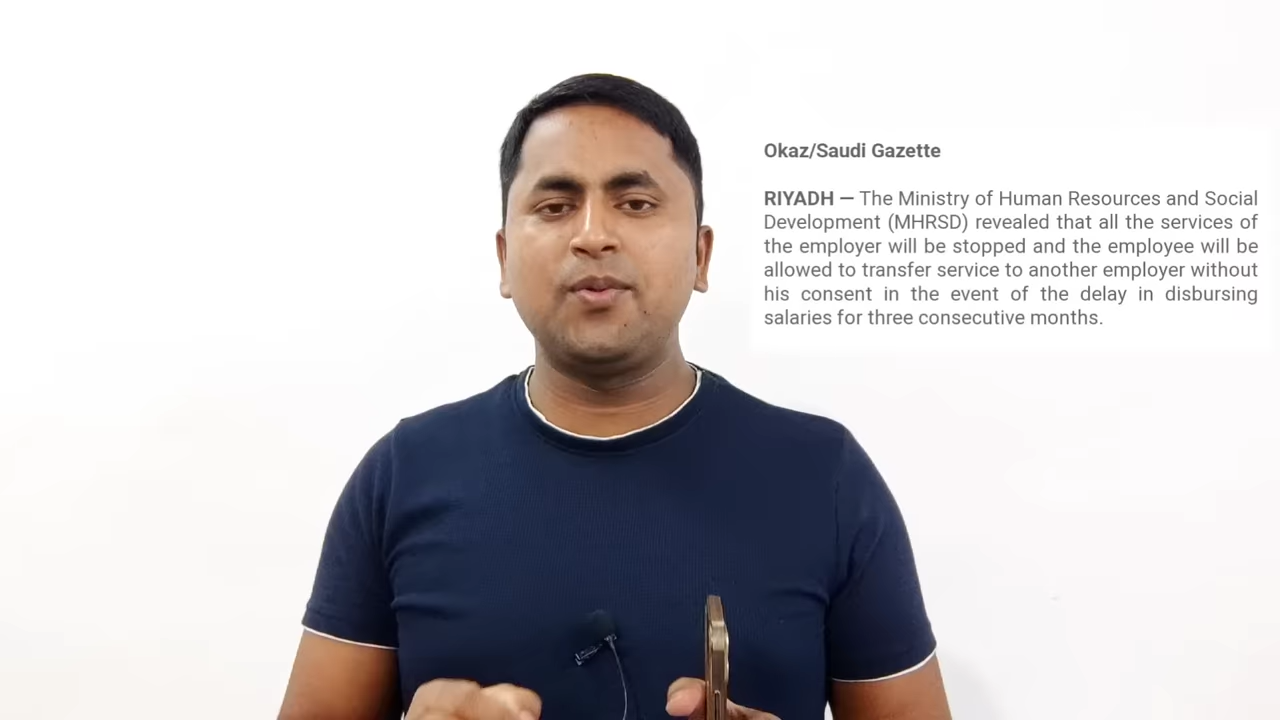 Okaz/Saudi Gazette
RIYADH — The Ministry of Human Resources and Social
Development (MHRSD) revealed that all the services of
the employer will be stopped and the employee will be
allowed to transfer service to another employer without
his consent in the event of the delay in disbursing
salaries for three consecutive months.